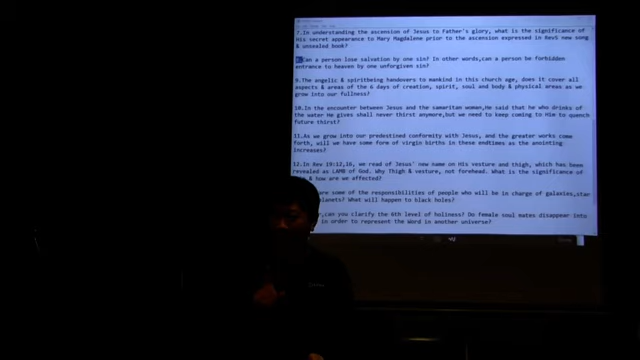 7.In understanding the ascension of Jesus to Father's glory, what is the significance of
His secret appearance to Mary Magdalene prior to the ascension expressed in Rev5 new song
& unsealed book?
8.Can a person lose salvation by one sin? In other words,can a person be forbidden
entrance to heaven by one unforgiven sin?
9.The angelic & spiritbeing handovers to mankind in this church age, does it cover all
aspects & areas of the 6 days of creation, spirit, soul and body & physical areas as we
grow into our fullness?
10.In the encounter between Jesus and the samaritan women,He said that he who drinks of
the water He gives shall never thirst anymore,but we need to keep coming to Him to quench
future thirst?
11.As we grow into our predestined conformity with Jesus, and the greater works come
forth, will we have some form of virgin births in these endtimes as the anointing
increases?
12.In Rev 19:12,16, we read of Jesus' new name on His vesture and thigh, which has been
revealed as LAMB of God. Why Thigh & vesture, not forehead. What is the significance of
& how are we affected?
are some of the responsibilities of people who will be in charge of galaxies,star
planets? What will happen to black holes?
,can you clarify the 6th level of holiness? Do female soul mates disappear into
in order to represent the Word in another universe?